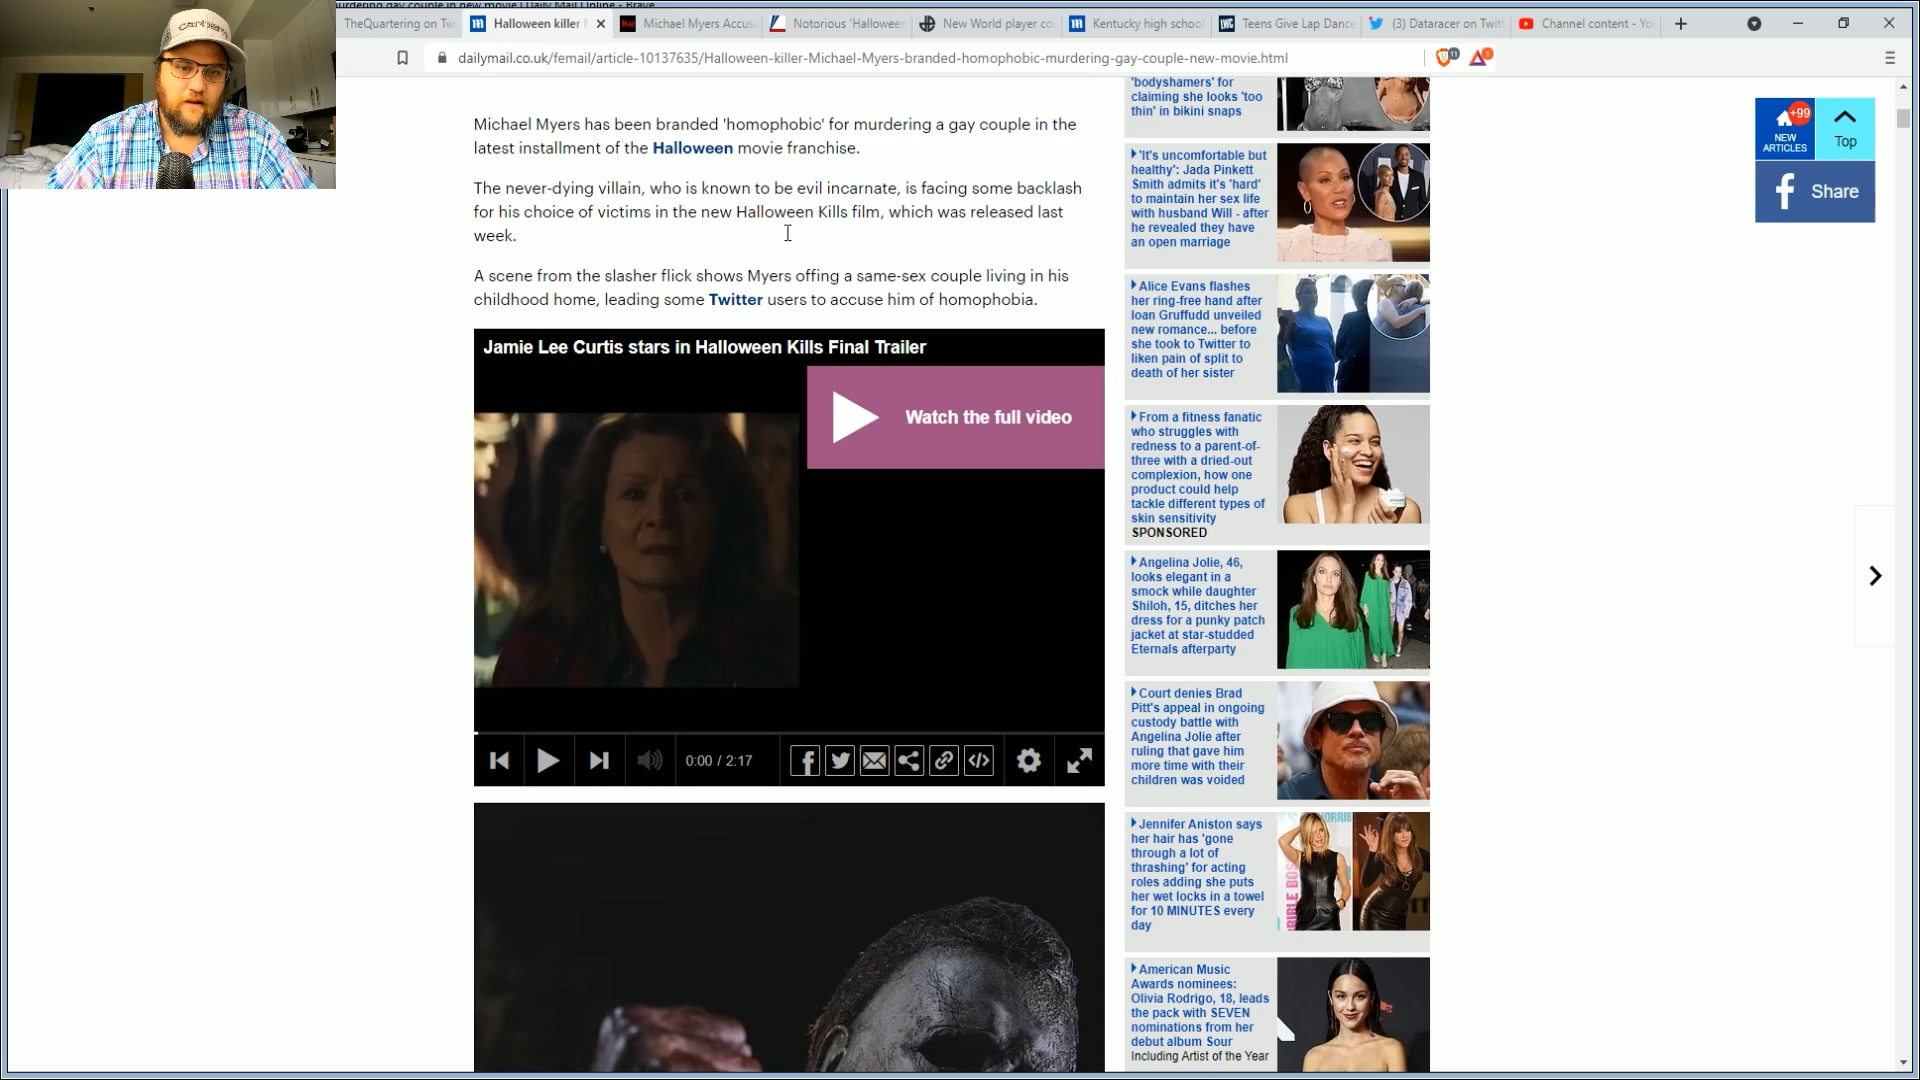 urdering gay couple in new movie | Daily Mail Online - Brave
TheQuartering on Tw
Halloween killer
Michael Myers Accus
Notorious 'Halloween
New World player co
Kentucky high school
Teens Give Lap Dance
(3) Dataracer on Twitt
Channel content - Yo
dailymail.co.uk/femail/article-10137635/Halloween-killer-Michael-Myers-branded-homophobic-murdering-gay-couple-new-movie.html
11
1
Carhartt
Michael Myers has been branded 'homophobic' for murdering a gay couple in the
latest installment of the Halloween movie franchise.
The never-dying villain, who is known to be evil incarnate, is facing some backlash
for his choice of victims in the new Halloween Kills film, which was released last
week.
A scene from the slasher flick shows Myers offing a same-sex couple living in his
childhood home, leading some Twitter users to accuse him of homophobia.
Jamie Lee Curtis stars in Halloween Kills Final Trailer
Watch the full video
0:00 / 2:17
'bodyshamers' for
claiming she looks 'too
thin' in bikini snaps
'It's uncomfortable but
healthy': Jada Pinkett
Smith admits it's 'hard'
to maintain her sex life
with husband Will - after
he revealed they have
an open marriage
Alice Evans flashes
her ring-free hand after
Ioan Gruffudd unveiled
new romance... before
she took to Twitter to
liken pain of split to
death of her sister
From a fitness fanatic
who struggles with
redness to a parent-of-
three with a dried-out
complexion, how one
product could help
tackle different types of
skin sensitivity
SPONSORED
Angelina Jolie, 46,
looks elegant in a
smock while daughter
Shiloh, 15, ditches her
dress for a punky patch
jacket at star-studded
Eternals afterparty
Court denies Brad
Pitt's appeal in ongoing
custody battle with
Angelina Jolie after
ruling that gave him
more time with their
children was voided
Jennifer Aniston says
her hair has 'gone
through a lot of
thrashing' for acting
roles adding she puts
her wet locks in a towel
for 10 MINUTES every
day
American Music
Awards nominees:
Olivia Rodrigo, 18, leads
the pack with SEVEN
nominations from her
debut album Sour
Including Artist of the Year
+99
NEW
ARTICLES
Top
Share